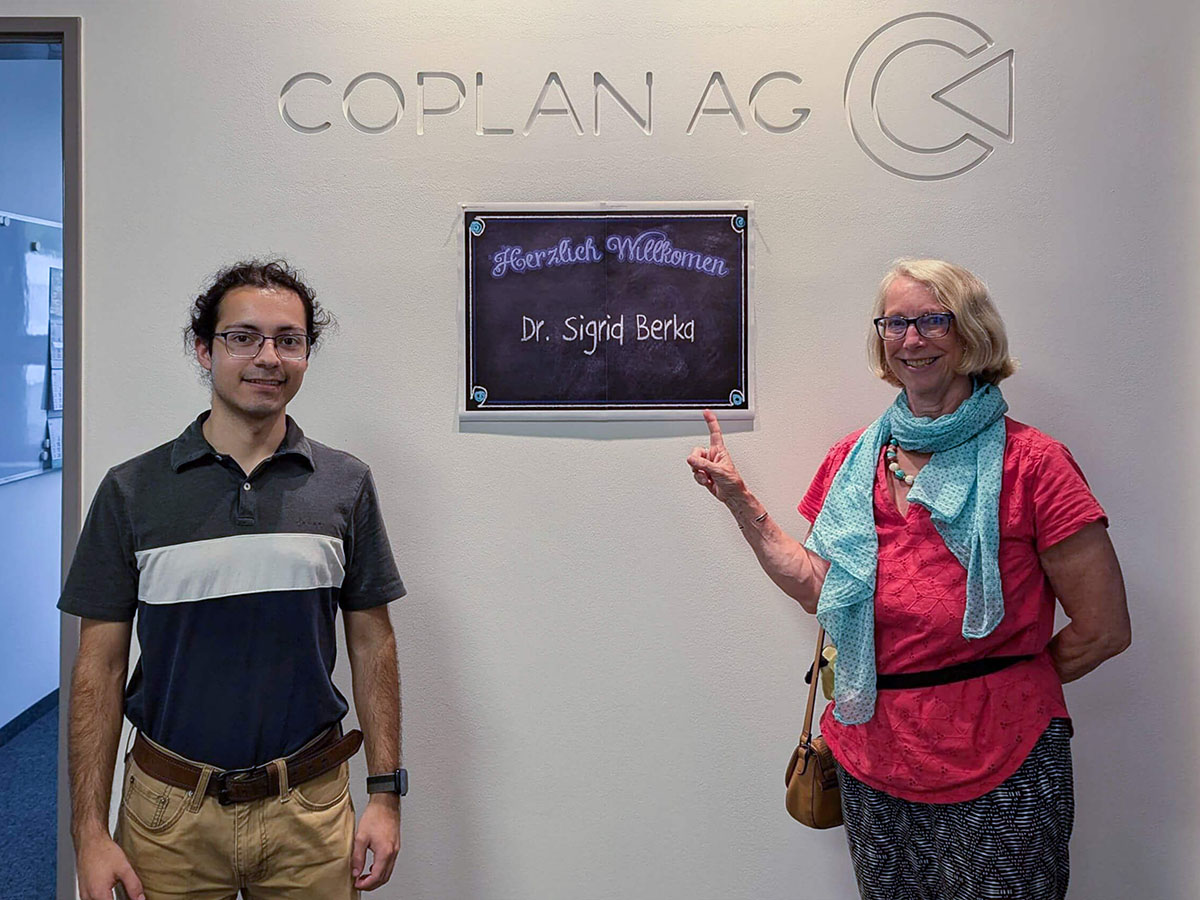 COPLAN AG
Herzlich Willkomen
Dr. Sigrid Berka